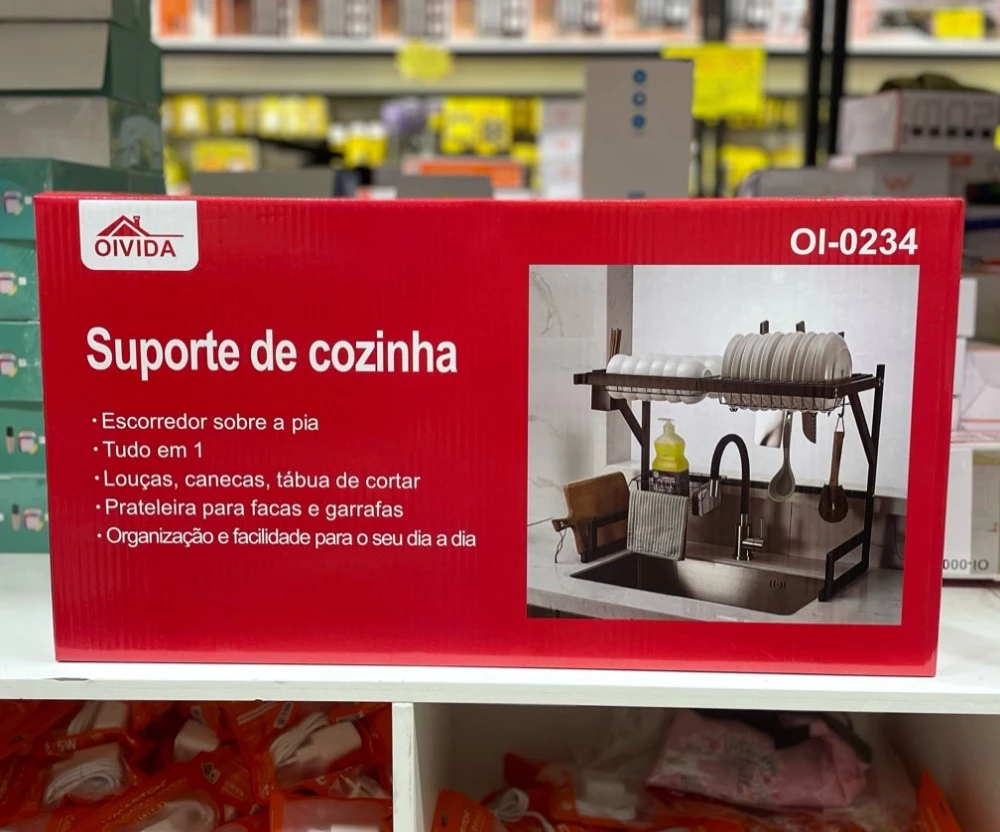 OIVIDA
OI-0234
Suporte de cozinha
· Escorredor sobre a pia
· Tudo em 1
· Louças, canecas, tábua de cortar
· Prateleira para facas e garrafas
· Organização e facilidade para o seu dia a dia